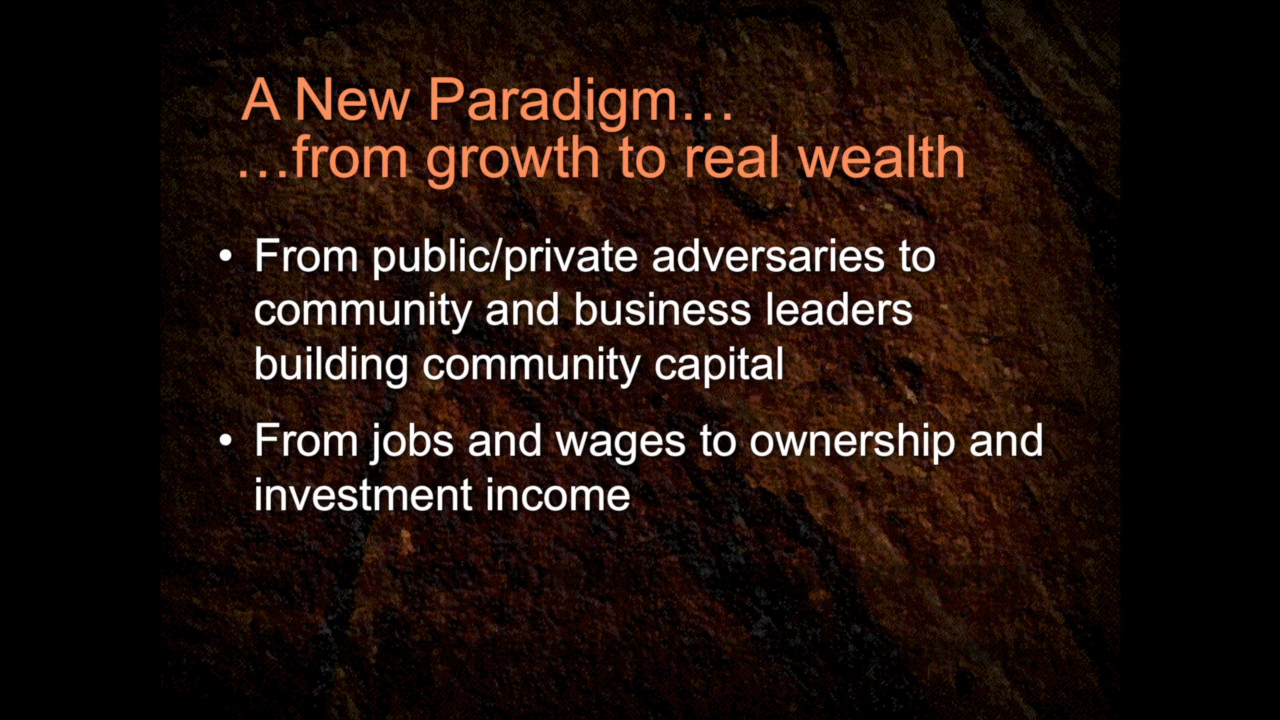 A New Paradigm…
…from growth to real wealth
• From public/private adversaries to
community and business leaders
building community capital
• From jobs and wages to ownership and
investment income